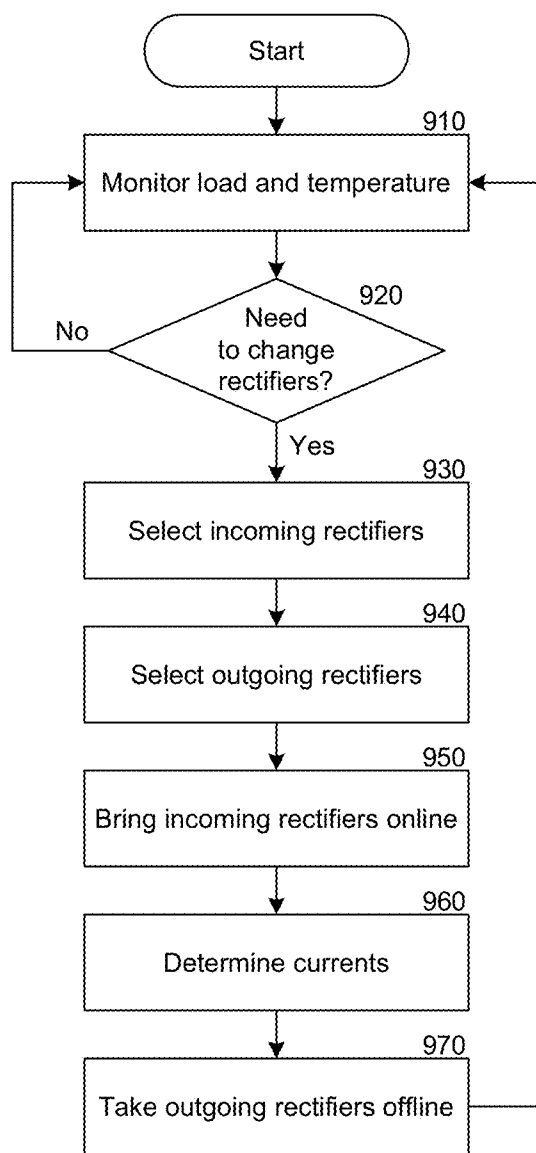 Start
910
Monitor load and temperature
920
Need
to change
rectifiers?
No
Yes
930
Select incoming rectifiers
940
Select outgoing rectifiers
950
Bring incoming rectifiers online
960
Determine currents
970
Take outgoing rectifiers offline